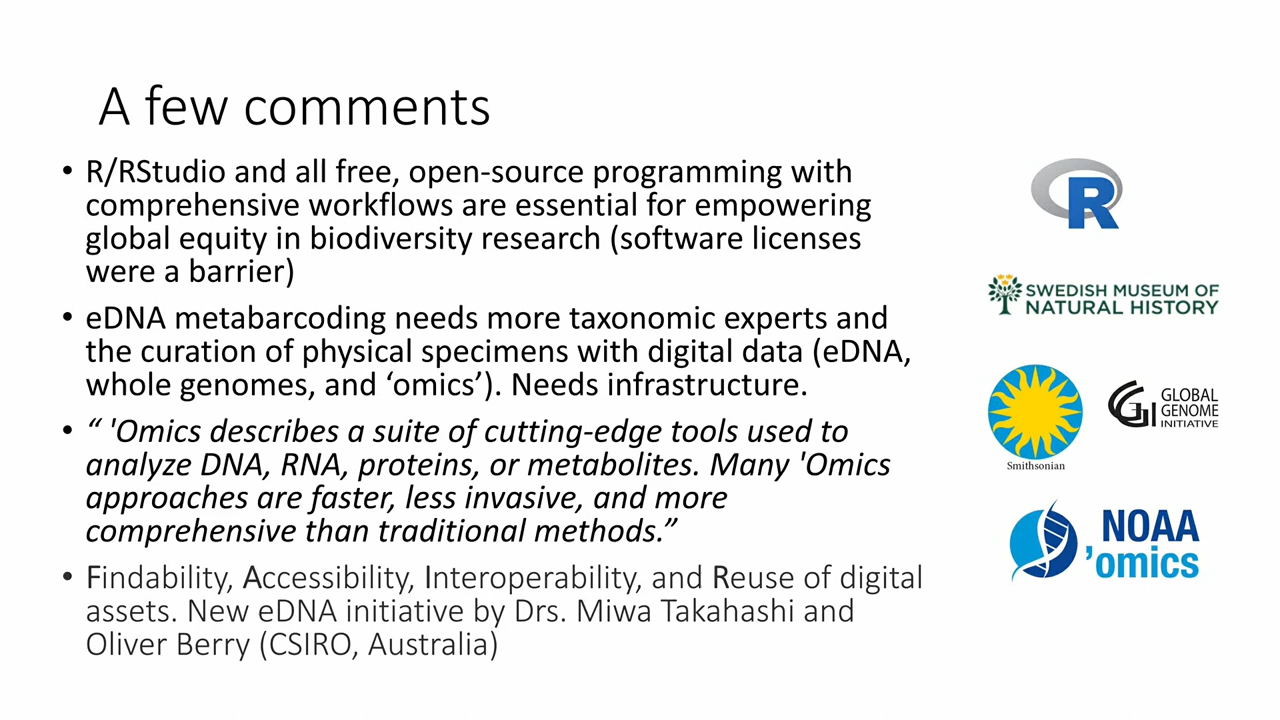 A few comments
• R/RStudio and all free, open-source programming with
comprehensive workflows are essential for empowering
global equity in biodiversity research (software licenses
were a barrier)
• eDNA metabarcoding needs more taxonomic experts and
the curation of physical specimens with digital data (eDNA,
whole genomes, and ‘omics’). Needs infrastructure.
• “ 'Omics describes a suite of cutting-edge tools used to
analyze DNA, RNA, proteins, or metabolites. Many 'Omics
approaches are faster, less invasive, and more
comprehensive than traditional methods.”
• Findability, Accessibility, Interoperability, and Reuse of digital
assets. New eDNA initiative by Drs. Miwa Takahashi and
Oliver Berry (CSIRO, Australia)
R
SWEDISH MUSEUM OF
NATURAL HISTORY
Smithsonian
GGI
GLOBAL
GENOME
INITIATIVE
NOAA
’omics